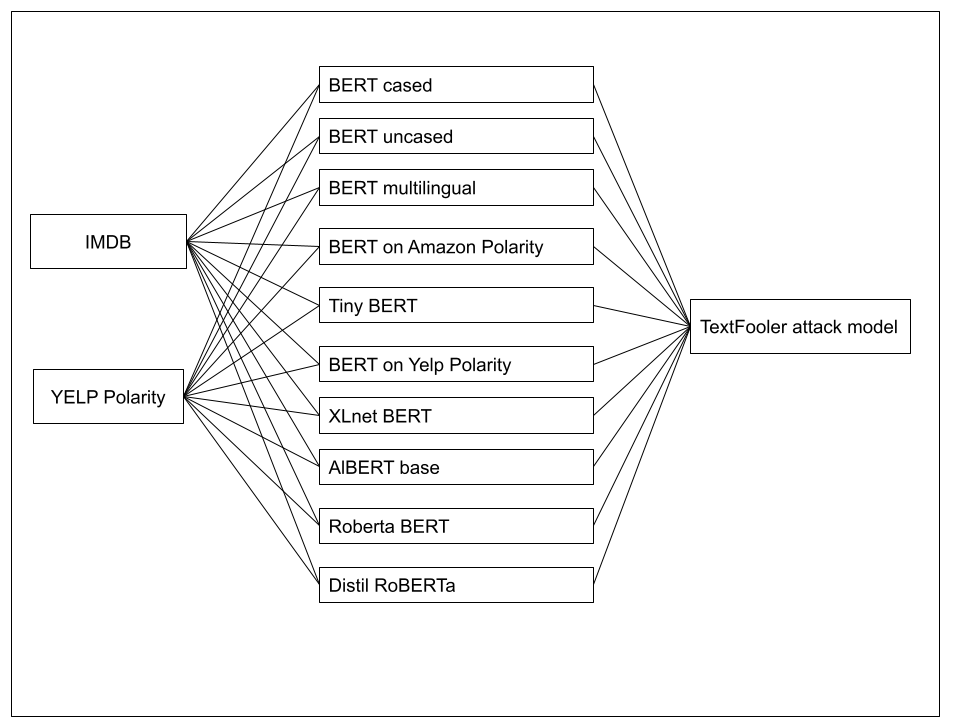 IMDB
YELP Polarity
BERT cased
BERT uncased
BERT multilingual
BERT on Amazon Polarity
Tiny BERT
BERT on Yelp Polarity
XLnet BERT
AlBERT base
Roberta BERT
Distil RoBERTa
TextFooler attack model